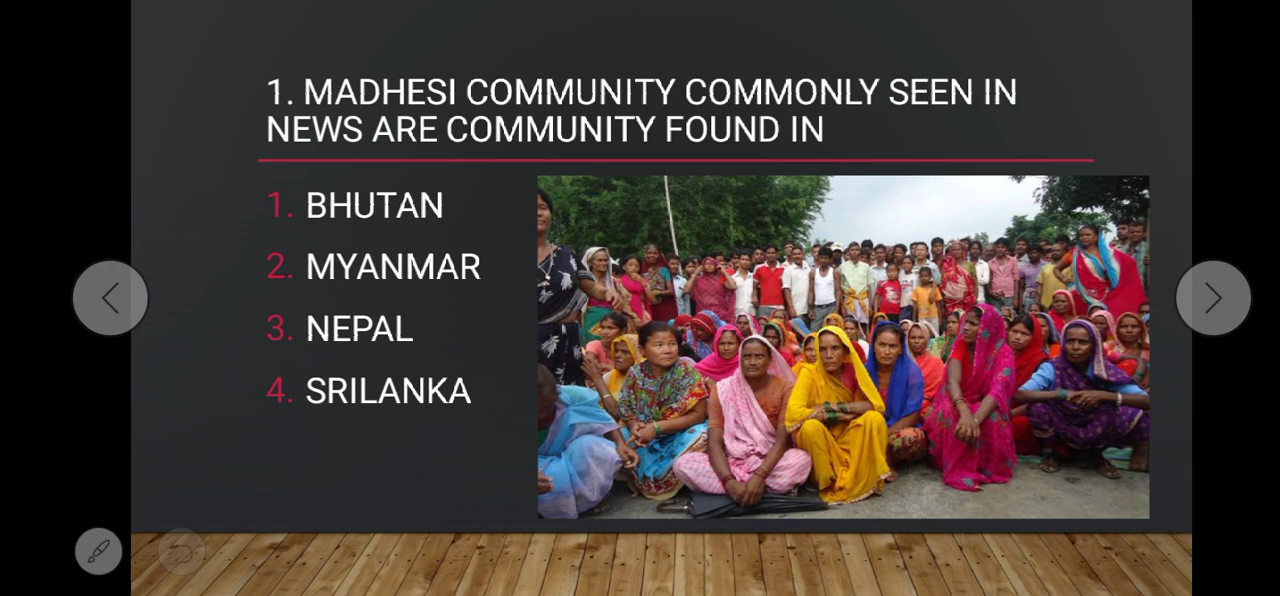 1. MADHESI COMMUNITY COMMONLY SEEN IN
NEWS ARE COMMUNITY FOUND IN
1. BHUTAN
2. MYANMAR
3. NEPAL
4. SRILANKA